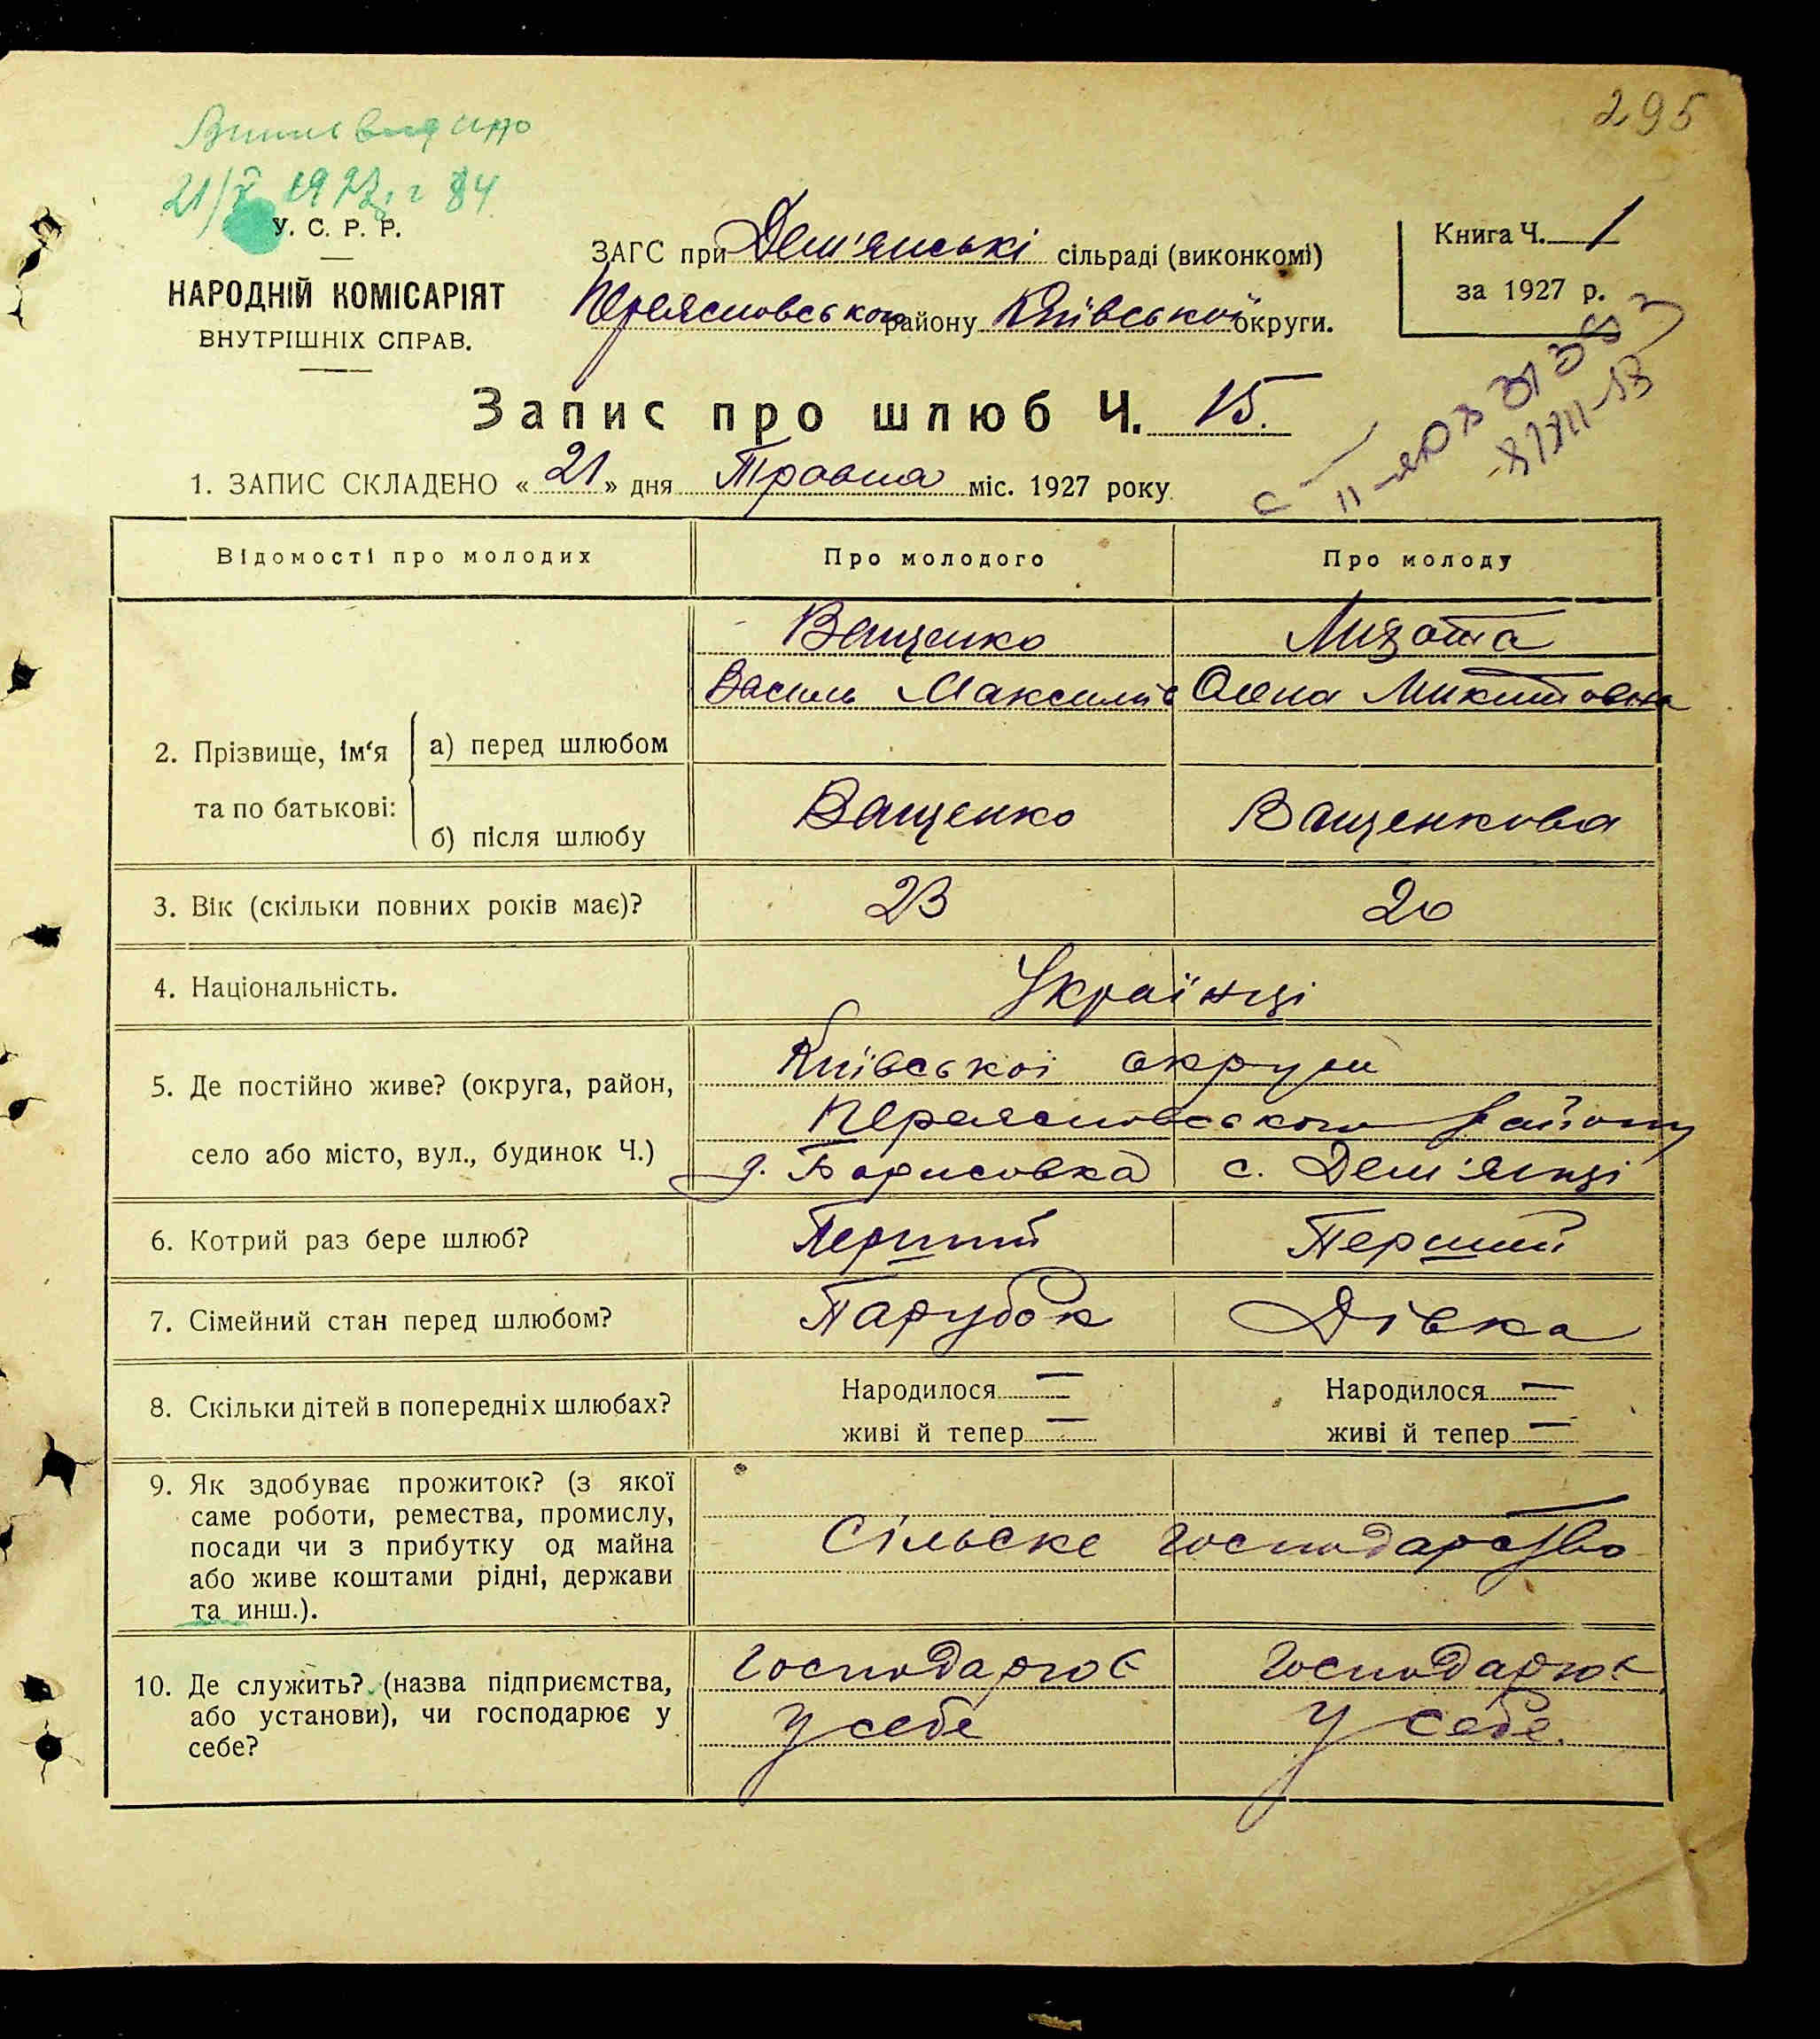 295
21/V 1927 р 84
У. С. Р. Р.
НАРОДНІЙ КОМІСАРІЯТ
ВНУТРІШНІХ СПРАВ.
ЗАГС при Дем'янські сільраді (виконкомі)
Переясловського району Київської округи.
Книга Ч. 1
за 1927 р.
Запис про шлюб Ч. 15.
1. ЗАПИС СКЛАДЕНО « 21 » дня Травня міс. 1927 року
Відомості про молодих Про молодого Про молоду
2. Прізвище, ім'я та по батькові:
а) перед шлюбом
Ващенко
Василь Максимів
Лизота
Олена Микитовна
б) після шлюбу Ващенко Ващенкова
3. Вік (скільки повних років має)? 23 20
4. Національність. Українці
5. Де постійно живе? (округа, район,
село або місто, вул., будинок Ч.)
Київської округи
Переясловського району
д. Борисовка с. Дем'янці
6. Котрий раз бере шлюб? Перший Перший
7. Сімейний стан перед шлюбом? Парубок Дівка
8. Скільки дітей в попередніх шлюбах?
Народилося — Народилося —
живі й тепер — живі й тепер —
9. Як здобуває прожиток? (з якої
саме роботи, ремества, промислу,
посади чи з прибутку од майна
або живе коштами рідні, держави
та инш.).
Сільске господарство
10. Де служить? (назва підприємства,
або установи), чи господарює у
себе?
господарює господарює
у себе у себе.